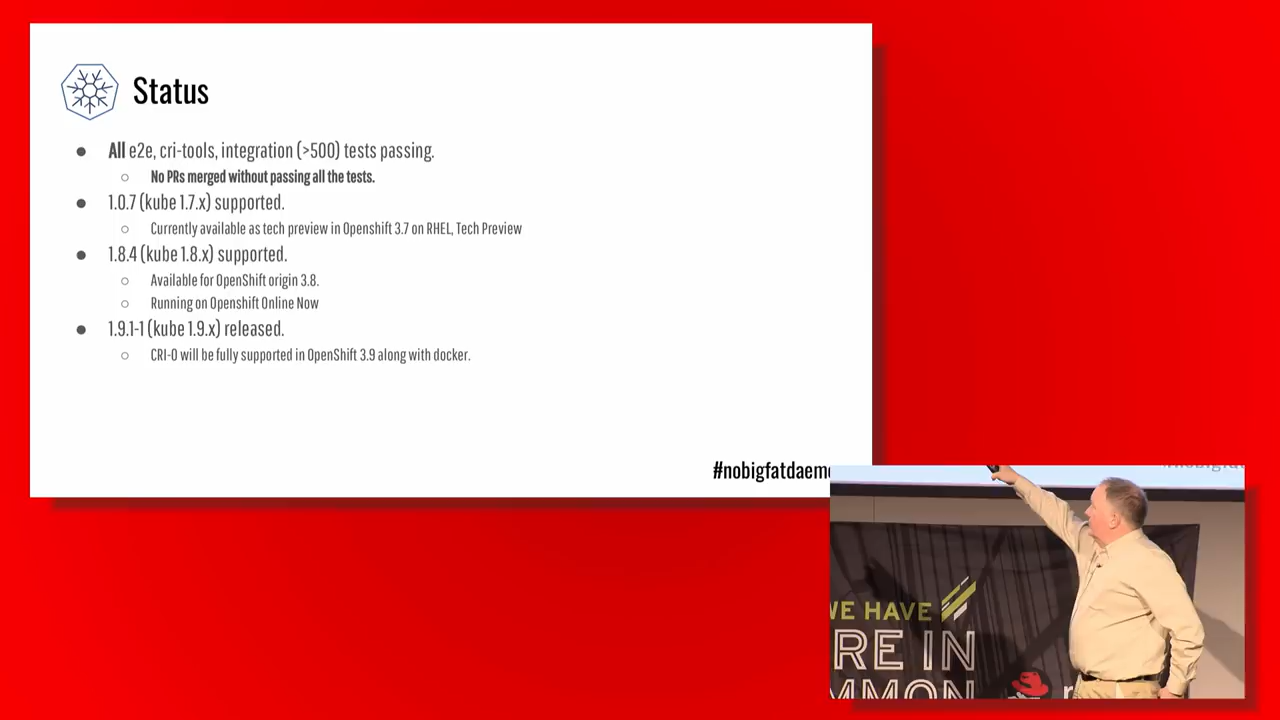 Status
● All e2e, cri-tools, integration (>500) tests passing.
○ No PRs merged without passing all the tests.
● 1.0.7 (kube 1.7.x) supported.
○ Currently available as tech preview in Openshift 3.7 on RHEL, Tech Preview
● 1.8.4 (kube 1.8.x) supported.
○ Available for OpenShift origin 3.8.
○ Running on Openshift Online Now
● 1.9.1-1 (kube 1.9.x) released.
○ CRI-O will be fully supported in OpenShift 3.9 along with docker.
#nobigfatdaem
WE HAVE
RE IN
MMON